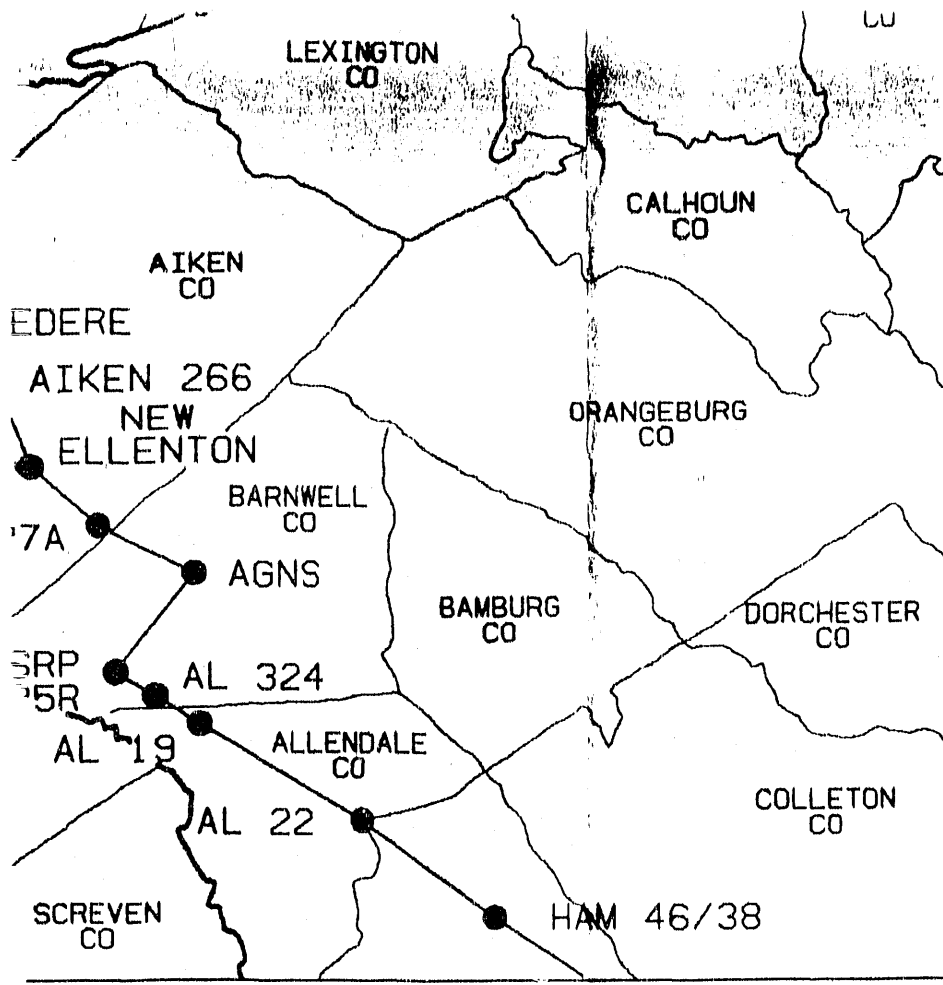 LEXINGTON
CO
CALHOUN
CO
AIKEN
CO
EDERE
AIKEN 266
NEW
ELLENTON
ORANGEBURG
CO
BARNWELL
CO
'7A
AGNS
BAMBURG
CO
DORCHESTER
CO
SRP
AL 324
5R
AL 19
ALLENDALE
CO
COLLETON
CO
AL 22
SCREVEN
CO
HAM 46/38